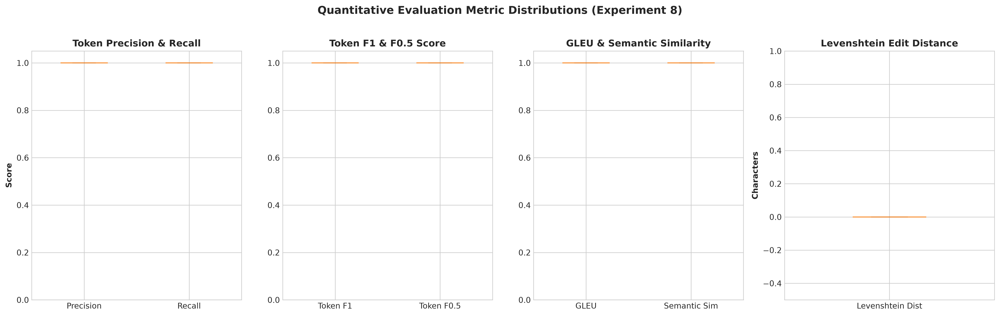 Quantitative Evaluation Metric Distributions (Experiment 8)
Token Precision & Recall
Score
1.0
0.8
0.6
0.4
0.2
0.0
Precision Recall
Token F1 & F0.5 Score
1.0
0.8
0.6
0.4
0.2
0.0
Token F1 Token F0.5
GLEU & Semantic Similarity
1.0
0.8
0.6
0.4
0.2
0.0
GLEU Semantic Sim
Levenshtein Edit Distance
Characters
1.0
0.8
0.6
0.4
0.2
0.0
−0.2
−0.4
Levenshtein Dist